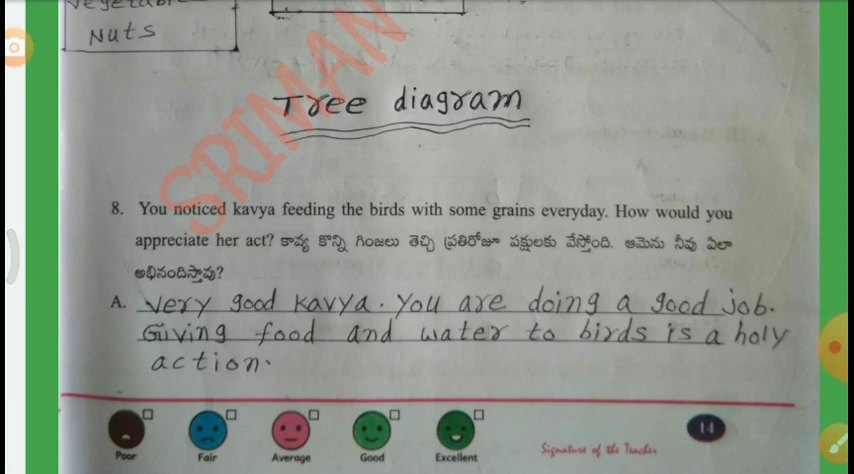 Vegetable
Nuts
SRIMAN
Tree diagram
8. You noticed kavya feeding the birds with some grains everyday. How would you
appreciate her act? కావ్య కొన్ని గింజలు తెచ్చి ప్రతిరోజూ పక్షులకు వేస్తోంది. ఆమెను నీవు ఏలా
అభినందిస్తావు?
A. Very good Kavya. You are doing a good job.
Giving food and water to birds is a holy
action.
Poor Fair Average Good Excellent
Signature of the Teacher
14